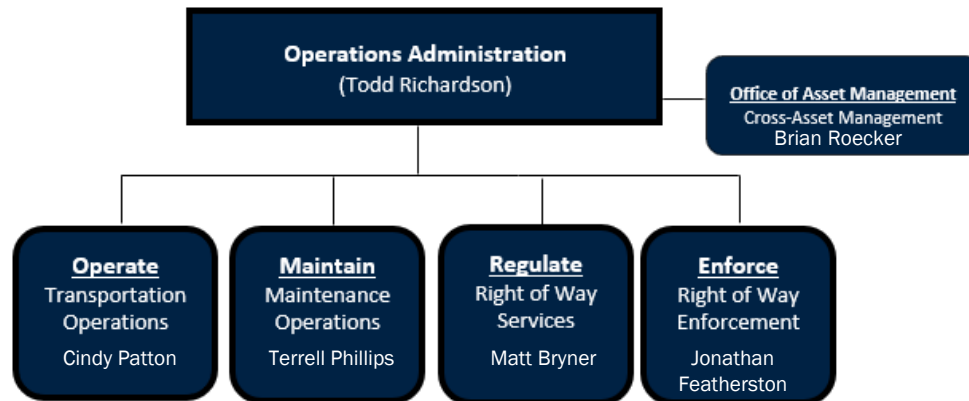 Operations Administration
(Todd Richardson)
Office of Asset Management
Cross-Asset Management
Brian Roecker
Operate
Transportation
Operations
Cindy Patton
Maintain
Maintenance
Operations
Terrell Phillips
Regulate
Right of Way
Services
Matt Bryner
Enforce
Right of Way
Enforcement
Jonathan
Featherston